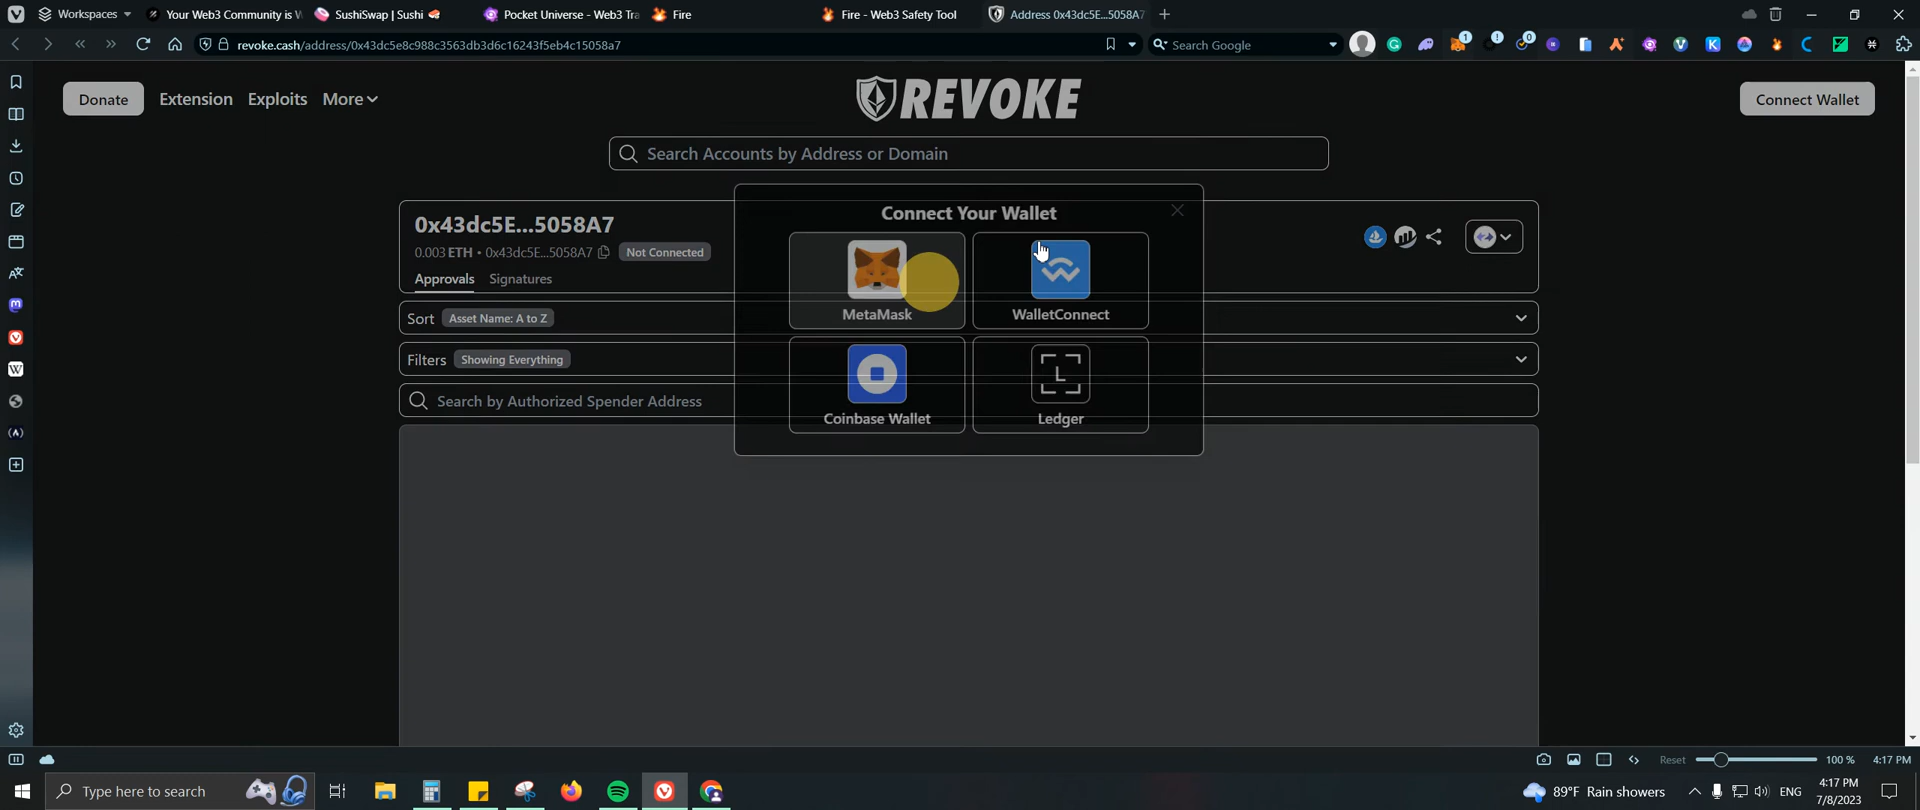 Workspaces
Your Web3 Community is W
SushiSwap | Sushi
Pocket Universe - Web3 Tra
Fire
Fire - Web3 Safety Tool
Address 0x43dc5E...5058A7
revoke.cash/address/0x43dc5e8c988c3563db3d6c16243f5eb4c15058a7
Search Google
1
!
0
Donate
Extension
Exploits
More
REVOKE
Connect Wallet
Search Accounts by Address or Domain
0x43dc5E...5058A7
0.003 ETH • 0x43dc5E...5058A7
Not Connected
Approvals
Signatures
Connect Your Wallet
MetaMask
WalletConnect
Coinbase Wallet
L
Ledger
Sort
Asset Name: A to Z
Filters
Showing Everything
Search by Authorized Spender Address
Reset
100 %
4:17 PM
Type here to search
89°F Rain showers
ENG
4:17 PM
7/8/2023